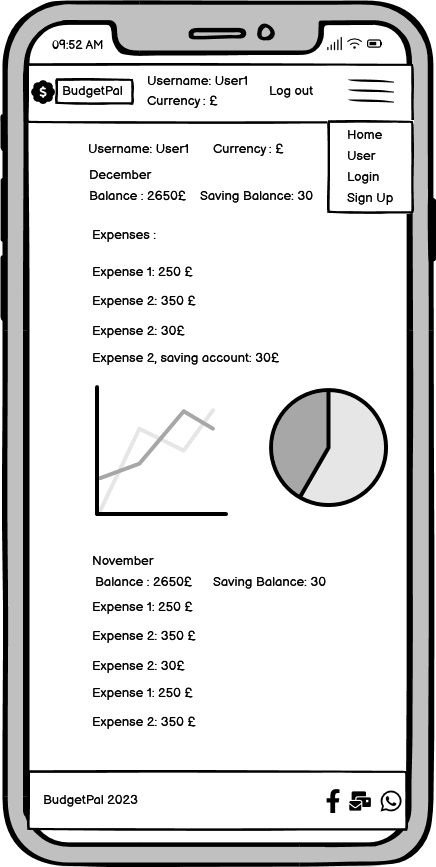 09:52 AM
BudgetPal
Username: User1
Currency: £
Log out
Home
User
Login
Sign Up
Username: User1 Currency: £
December
Balance : 2650£ Saving Balance: 30
Expenses :
Expense 1: 250 £
Expense 2: 350 £
Expense 2: 30£
Expense 2, saving account: 30£
November
Balance : 2650£ Saving Balance: 30
Expense 1: 250 £
Expense 2: 350 £
Expense 2: 30£
Expense 1: 250 £
Expense 2: 350 £
BudgetPal 2023